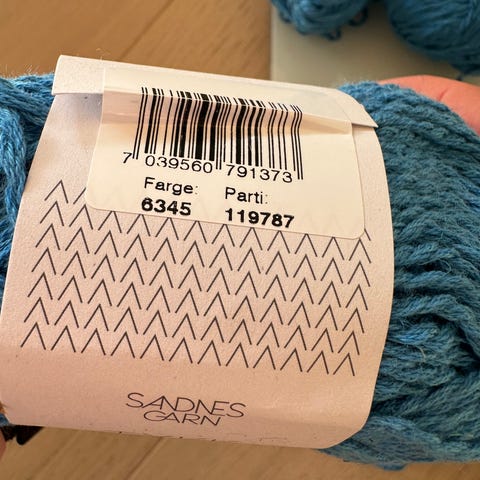 7 039560 791373
Farge: Parti:
6345 119787
SANDNES
GARN